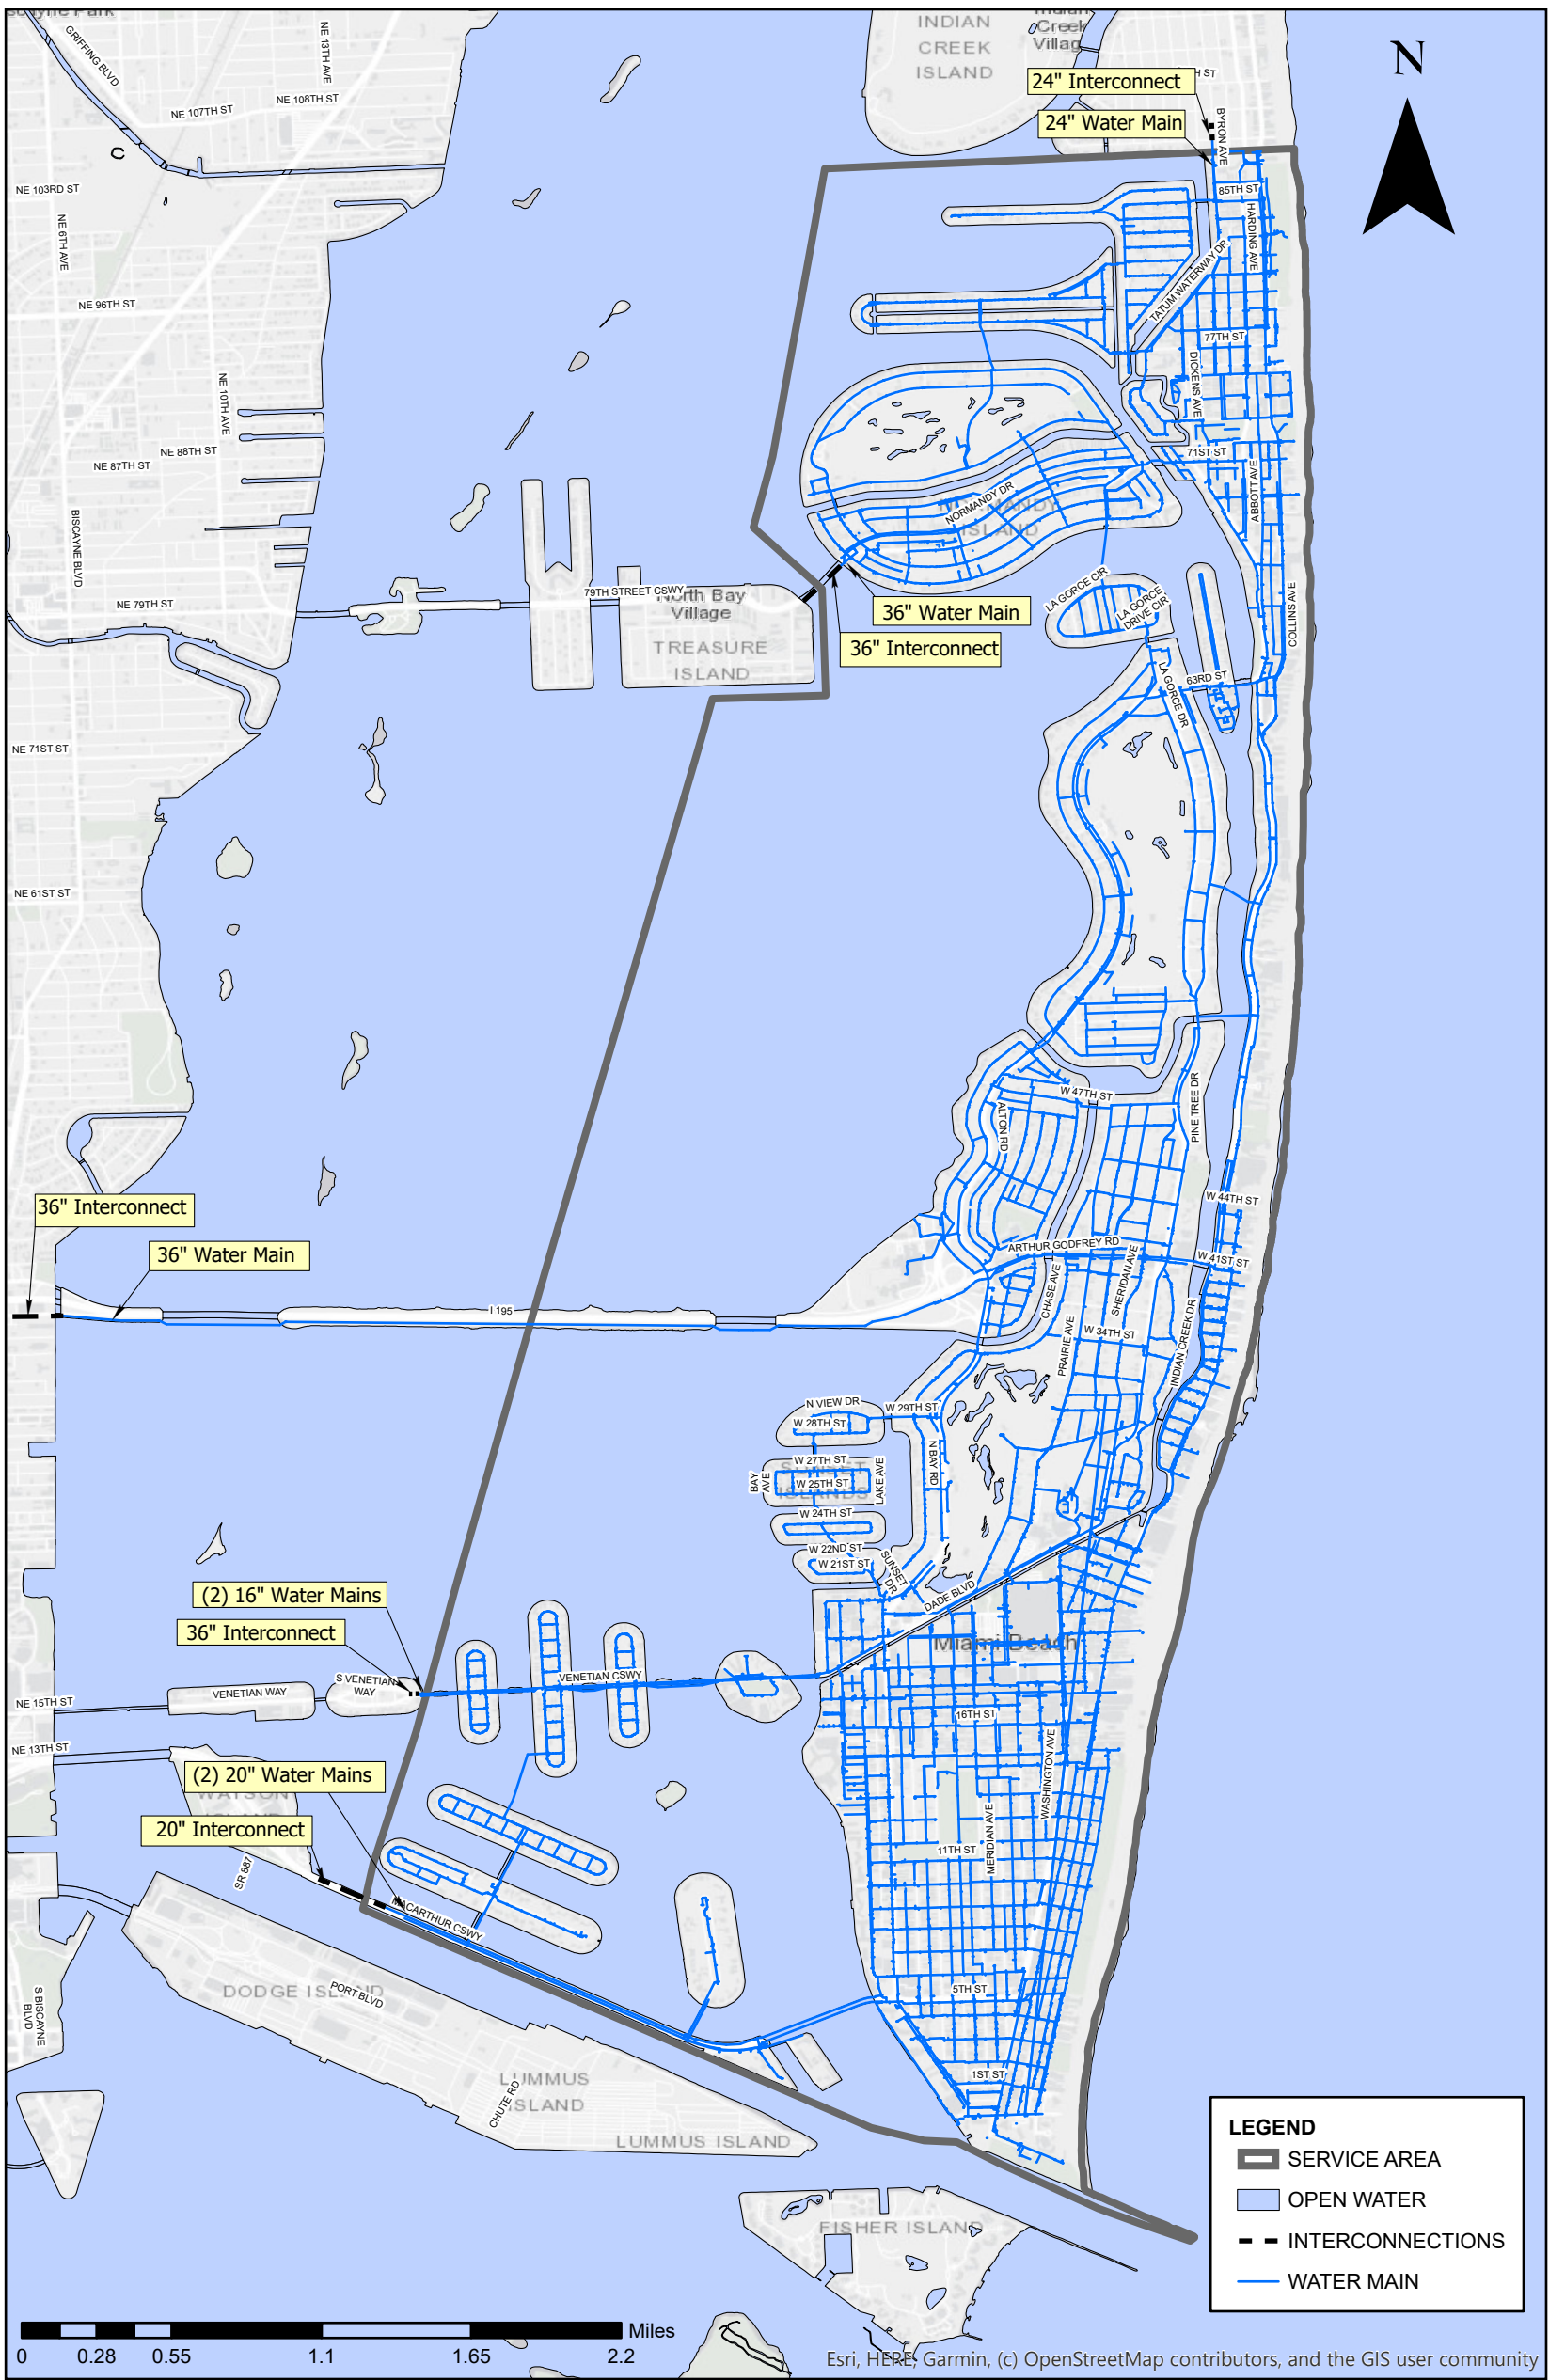 INDIAN
CREEK
ISLAND
Creek
Village
N
24" Interconnect
24" Water Main
BYRON AVE
GRIFFING BLVD
NE 13TH AVE
NE 107TH ST
NE 108TH ST
NE 103RD ST
NE 6TH AVE
85TH ST
HARDING AVE
TATUM WATERWAY DR
NE 96TH ST
77TH ST
DICKENS AVE
NE 10TH AVE
NE 88TH ST
NE 87TH ST
71ST ST
ABBOTT AVE
NORMANDY DR
NORMANDY
ISLAND
BISCAYNE BLVD
NE 79TH ST
79TH STREET CSWY
North Bay
Village
TREASURE
ISLAND
36" Water Main
36" Interconnect
LA GORCE CIR
LA GORCE
DRIVE CIR
COLLINS AVE
63RD ST
LA GORCE DR
NE 71ST ST
NE 61ST ST
W 47TH ST
ALTON RD
PINE TREE DR
W 44TH ST
36" Interconnect
36" Water Main
ARTHUR GODFREY RD
W 41ST ST
SHERIDAN AVE
CHASE AVE
I 195
W 34TH ST
PRAIRIE AVE
INDIAN CREEK DR
N VIEW DR
W 29TH ST
W 28TH ST
N BAY RD
W 27TH ST
SUNSET
BAY
AVE
W 25TH ST
ISLANDS
LAKE AVE
W 24TH ST
W 22ND ST
W 21ST ST
SUNSET
DR
DADE BLVD
Miami Beach
(2) 16" Water Mains
36" Interconnect
S VENETIAN
WAY
VENETIAN WAY
VENETIAN CSWY
NE 15TH ST
16TH ST
NE 13TH ST
WASHINGTON AVE
(2) 20" Water Mains
WATSON
20" Interconnect
MERIDIAN AVE
11TH ST
SR 887
MACARTHUR CSWY
DODGE ISLAND
PORT BLVD
5TH ST
S BISCAYNE
BLVD
1ST ST
LUMMUS
ISLAND
CHUTE RD
LUMMUS ISLAND
FISHER ISLAND
LEGEND
SERVICE AREA
OPEN WATER
INTERCONNECTIONS
WATER MAIN
Miles
0 0.28 0.55 1.1 1.65 2.2
Esri, HERE, Garmin, (c) OpenStreetMap contributors, and the GIS user community